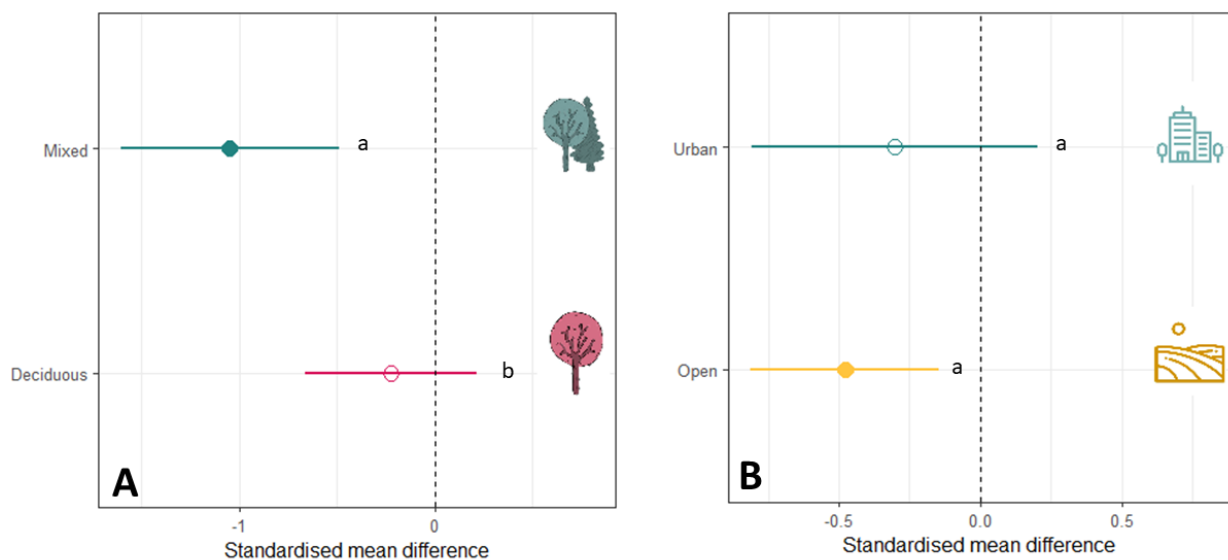 Mixed
a
Deciduous
b
A
-1
0
Standardised mean difference
Urban
a
Open
a
B
-0.5
0.0
0.5
Standardised mean difference